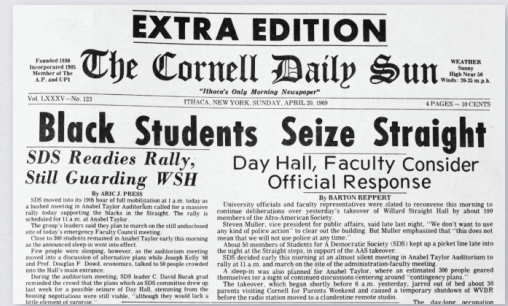 EXTRA EDITION
Founded 1880
Incorporated 1905
Member of The
A.P. and UPI
The Cornell Daily Sun
WEATHER
Sunny
High Near 50
Winds: 20-25 m.p.h.
"Ithaca's Only Morning Newspaper"
Vol. LXXXV—No. 123
ITHACA, NEW YORK, SUNDAY, APRIL 20, 1969
4 PAGES — 10 CENTS
Black Students Seize Straight
SDS Readies Rally,
Still Guarding WSH
By ARIC J. PRESS
SDS moved into its 19th hour of full mobilization at 1 a.m. today as
a hushed meeting in Anabel Taylor Auditorium called for a massive
rally today supporting the blacks in the Straight. The rally is
scheduled for 11 a.m. at Anabel Taylor.
The group's leaders said they plan to march on the still undisclosed
site of today's emergency Faculty Council meeting.
Close to 300 people remained in Anabel Taylor early this morning
as the announced sleep-in went into effect.
Few people were sleeping, however, as the auditorium meeting
moved into a discussion of alternative plans while Joseph Kelly '68
and Prof. Douglas F. Dowd, economics, talked to 50 people crowded
into the Hall's main entrance.
During the auditorium meeting, SDS leader C. David Burak grad
reminded the crowd that the plans which an SDS committee drew up
last week for a possible seizure of Day Hall, stemming from the
housing negotiations were still viable, "although they would lack a
little element of surprise."
Day Hall, Faculty Consider
Official Response
By BARTON REPPERT
University officials and faculty representatives were slated to reconvene this morning to
continue deliberations over yesterday's takeover of Willard Straight Hall by about 100
members of the Afro-American Society.
Steven Muller, vice president for public affairs, said late last night, "We don't want to use
any kind of police action" to clear out the building. But Muller emphasized that "this does not
mean that we will not use police at any time."
About 50 members of Students For A Democratic Society (SDS) kept up a picket line late into
the night at the Straight steps, in support of the AAS takeover.
SDS decided early this morning at an almost silent meeting in Anabel Taylor Auditorium to
rally at 11 a.m. and march on the site of the administration-faculty meeting.
A sleep-in was also planned for Anabel Taylor, where an estimated 300 people geared
themselves for a night of continued discussions centering around "contingency plans."
The takeover, which began shortly before 6 a.m. yesterday, jarred out of bed about 30
parents visiting Cornell for Parents Weekend and caused a temporary shutdown of WVBR
before the radio station moved to a clandestine remote studio.
The day-long occupation